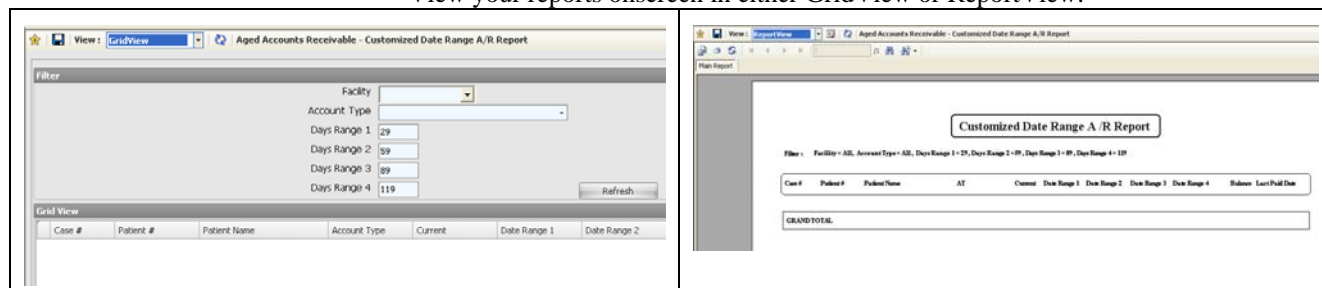 View your reports onscreen in either GridView or ReportView.
View: GridView Aged Accounts Receivable - Customized Date Range A/R Report
Filter
Facility
Account Type
Days Range 1 29
Days Range 2 59
Days Range 3 89
Days Range 4 119
Refresh
Grid View
Case # Patient # Patient Name Account Type Current Date Range 1 Date Range 2
View: ReportView Aged Accounts Receivable - Customized Date Range A/R Report
Main Report
Customized Date Range A /R Report
Filter : Facility = All, Account Type = All, Days Range 1 = 29, Days Range 2 = 59, Days Range 3 = 89, Days Range 4 = 119
Case # Patient # Patient Name AT Current Date Range 1 Date Range 2 Date Range 3 Date Range 4 Balance Last Paid Date
GRAND TOTAL